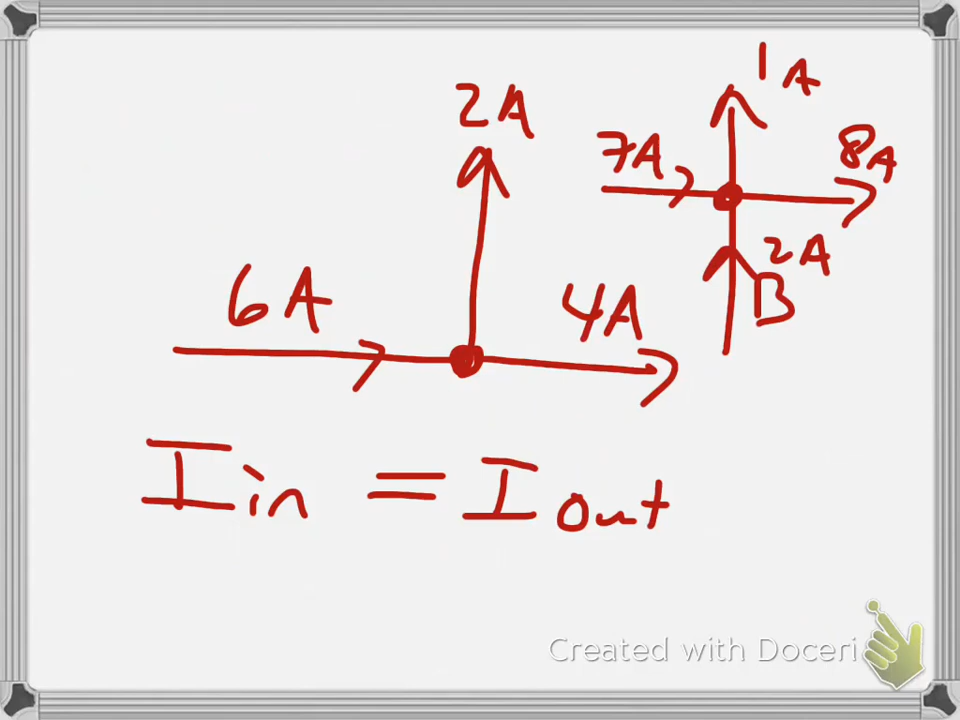 1A
2A
7A
8A
2A
B
6A
4A
Iin = Iout
Created with Doceri